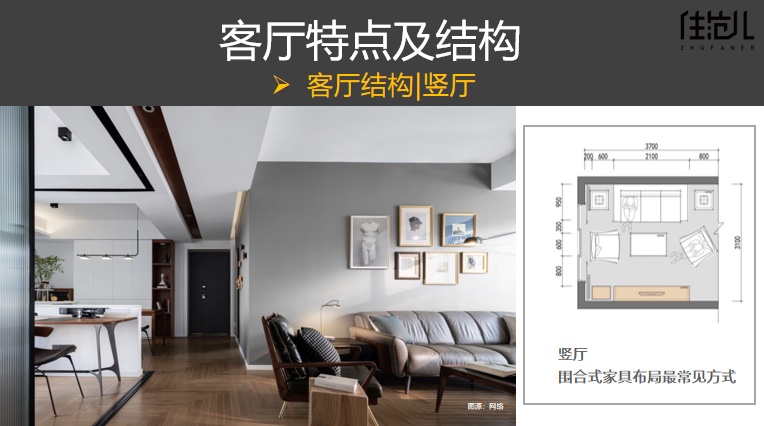 客厅特点及结构
住范儿
ZHUFANER
➢ 客厅结构|竖厅
3700
200 600 2100 800
950
350
600
800
3100
竖厅
围合式家具布局最常见方式
图源：网络